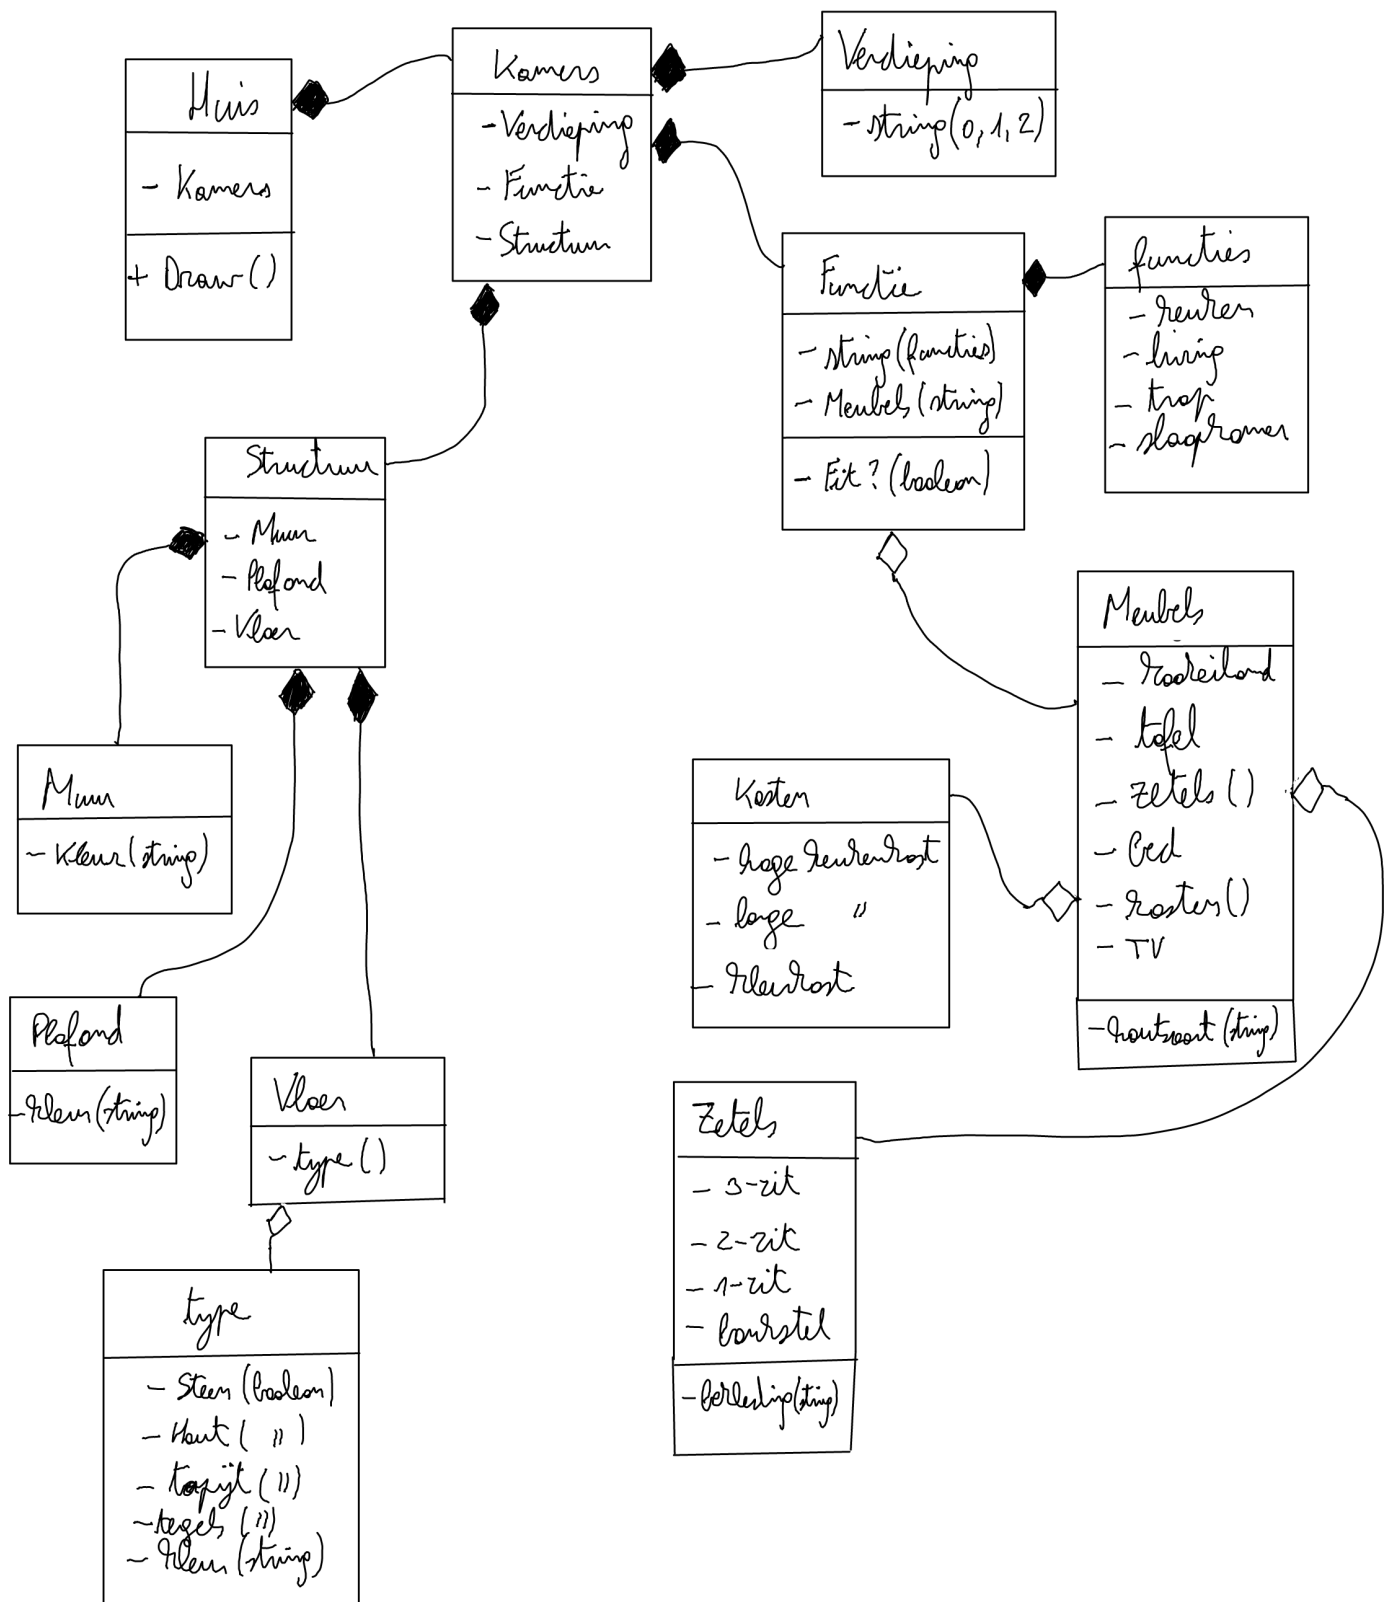 Huis
- Kamers
+ Draw()
Kamers
- Verdieping
- Functie
- Structuur
Verdieping
- string(0, 1, 2)
Functie
- string(functies)
- Meubels(string)
- Fit? (boolean)
functies
- keuken
- living
- trap
- slaapkamer
Structuur
- Muur
- Plafond
- Vloer
Muur
- Kleur(string)
Plafond
- kleur(string)
Vloer
- type()
type
- Steen (boolean)
- Hout ( " )
- tapijt ( " )
- tegels ( " )
- kleur (string)
Meubels
- kookeiland
- tafel
- zetels ()
- bed
- kasten ()
- TV
- houtsoort (string)
Kasten
- hoge keukenkast
- lage "
- kleerkast
Zetels
- 3-zit
- 2-zit
- 1-zit
- barstel
- bekleding(string)